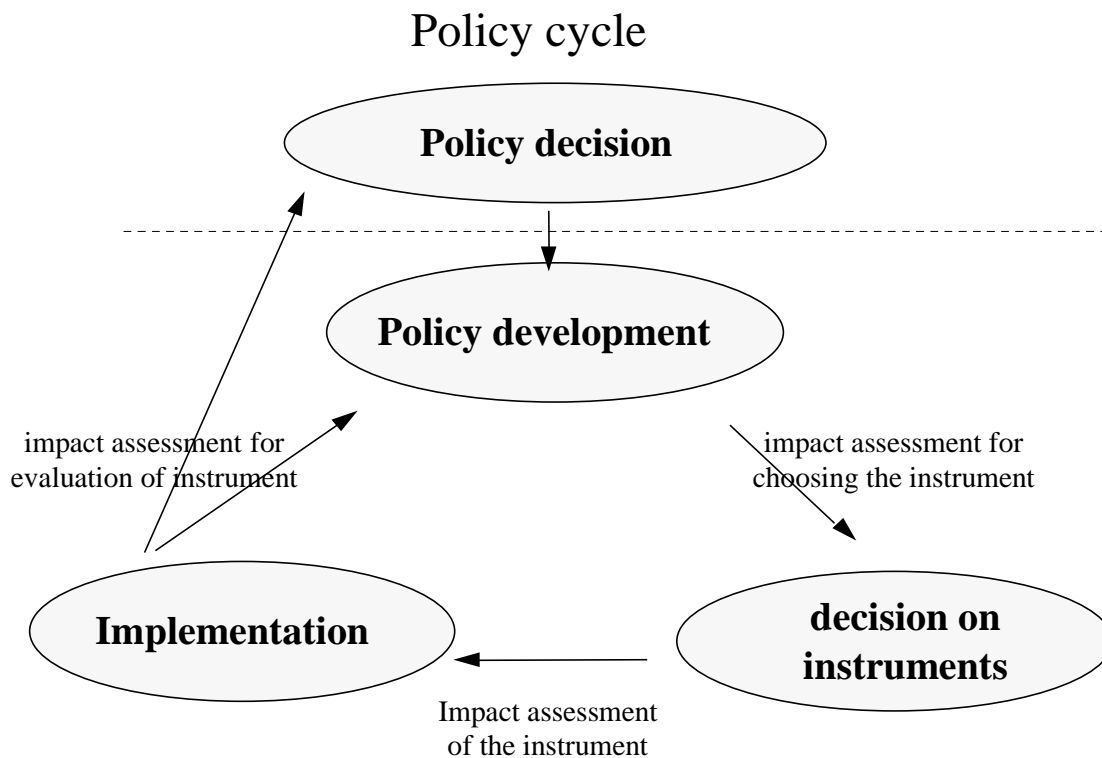 Policy cycle
Policy decision
Policy development
impact assessment for
evaluation of instrument
impact assessment for
choosing the instrument
Implementation
decision on
instruments
Impact assessment
of the instrument